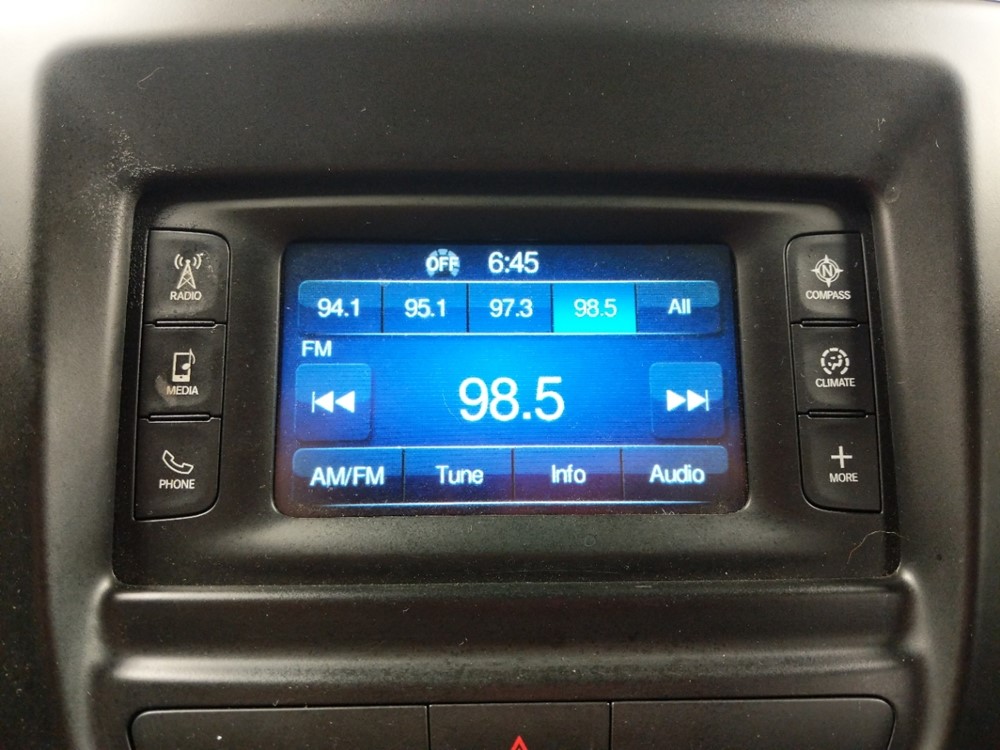 OFF 6:45
94.1 95.1 97.3 98.5 All
FM
98.5
AM/FM Tune Info Audio
RADIO
MEDIA
PHONE
N
COMPASS
CLIMATE
MORE